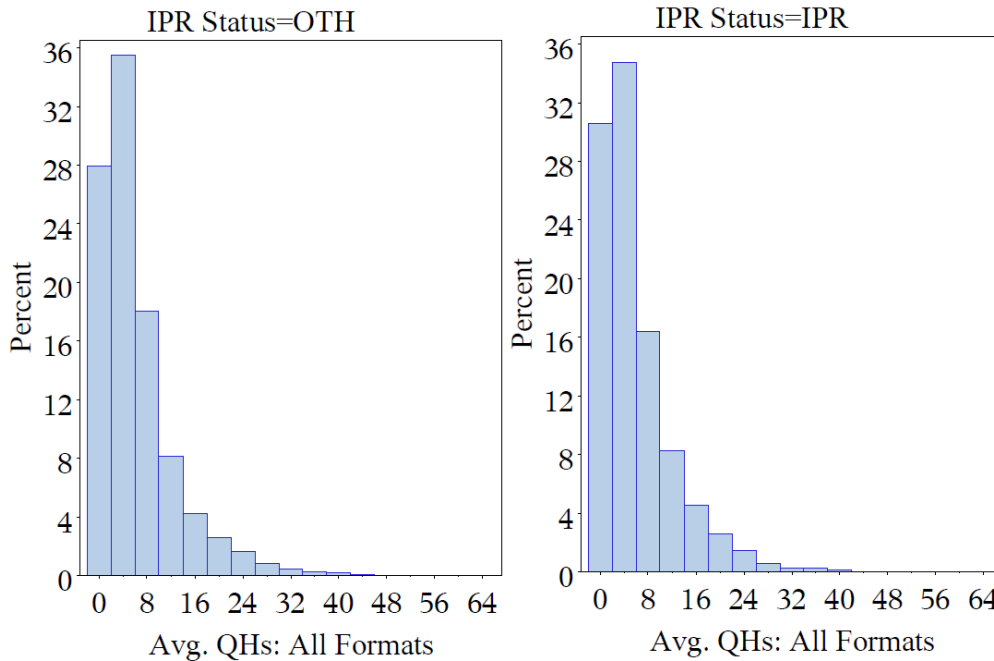 IPR Status=OTH
36
32
28
24
20
16
12
8
4
0
Percent
0 8 16 24 32 40 48 56 64
Avg. QHs: All Formats
IPR Status=IPR
36
32
28
24
20
16
12
8
4
0
Percent
0 8 16 24 32 40 48 56 64
Avg. QHs: All Formats